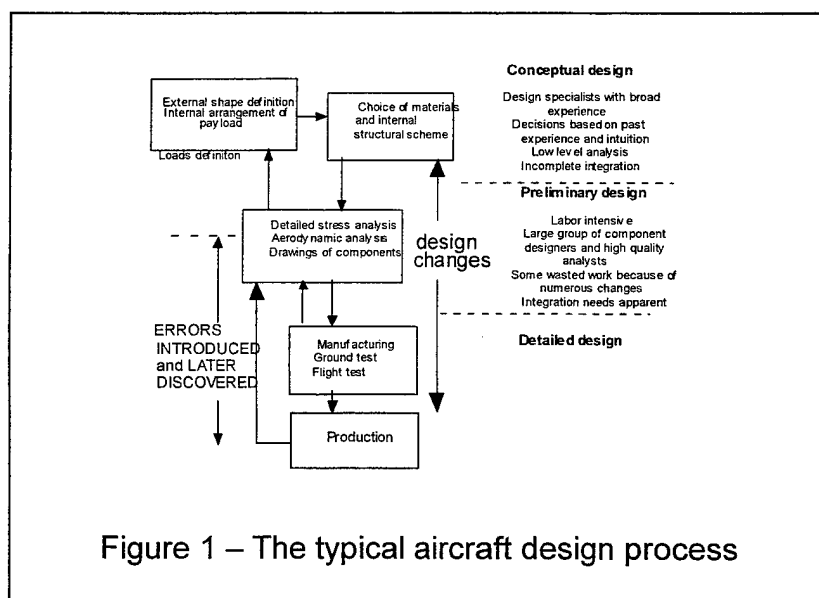 External shape definition
Internal arrangement of
payload
Loads definiton
Choice of materials
and internal
structural scheme
Detailed stress analysis
Aerodynamic analysis
Drawings of components
Manufacturing
Ground test
Flight test
Production
ERRORS
INTRODUCED
and LATER
DISCOVERED
design
changes
Conceptual design
Design specialists with broad
experience
Decisions based on past
experience and intuition
Low level analysis
Incomplete integration
Preliminary design
Labor intensive
Large group of component
designers and high quality
analysts
Some wasted work because of
numerous changes
Integration needs apparent
Detailed design
Figure 1 – The typical aircraft design process